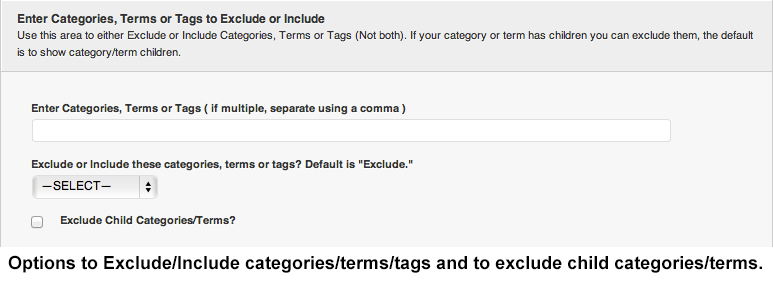 Enter Categories, Terms or Tags to Exclude or Include
Use this area to either Exclude or Include Categories, Terms or Tags (Not both). If your category or term has children you can exclude them, the default
is to show category/term children.
Enter Categories, Terms or Tags ( if multiple, separate using a comma )
Exclude or Include these categories, terms or tags? Default is "Exclude."
—SELECT—
Exclude Child Categories/Terms?
Options to Exclude/Include categories/terms/tags and to exclude child categories/terms.